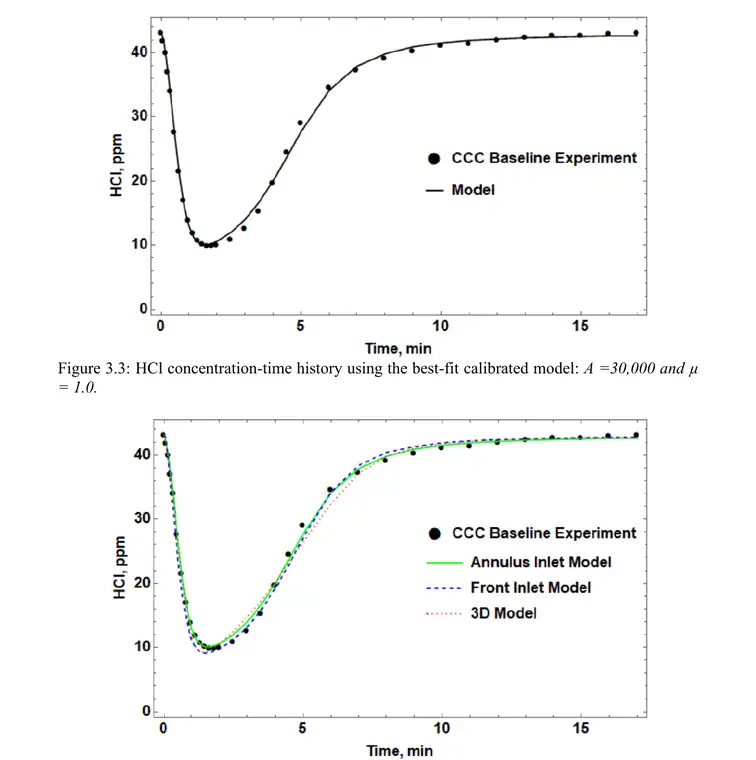 40
30
20
10
0
HCl, ppm
CCC Baseline Experiment
Model
0 5 10 15
Time, min
Figure 3.3: HCl concentration-time history using the best-fit calibrated model: A =30,000 and μ
= 1.0.
40
30
20
10
0
HCl, ppm
CCC Baseline Experiment
Annulus Inlet Model
Front Inlet Model
3D Model
0 5 10 15
Time, min